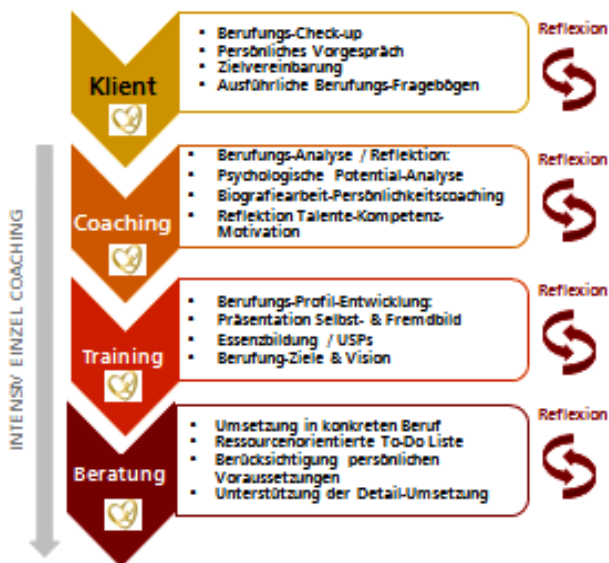 Klient
Berufungs-Check-up
Persönliches Vorgespräch
Zielvereinbarung
Ausführliche Berufungs-Fragebögen
Reflexion
INTENSIV EINZEL COACHING
Coaching
Berufungs-Analyse / Reflektion:
Psychologische Potential-Analyse
Biografiearbeit-Persönlichkeitscoaching
Reflektion Talente-Kompetenz-
Motivation
Reflexion
Training
Berufungs-Profil-Entwicklung:
Präsentation Selbst- & Fremdbild
Essenzbildung / USPs
Berufung-Ziele & Vision
Reflexion
Beratung
Umsetzung in konkreten Beruf
Ressourcenorientierte To-Do Liste
Berücksichtigung persönlichen
Voraussetzungen
Unterstützung der Detail-Umsetzung
Reflexion